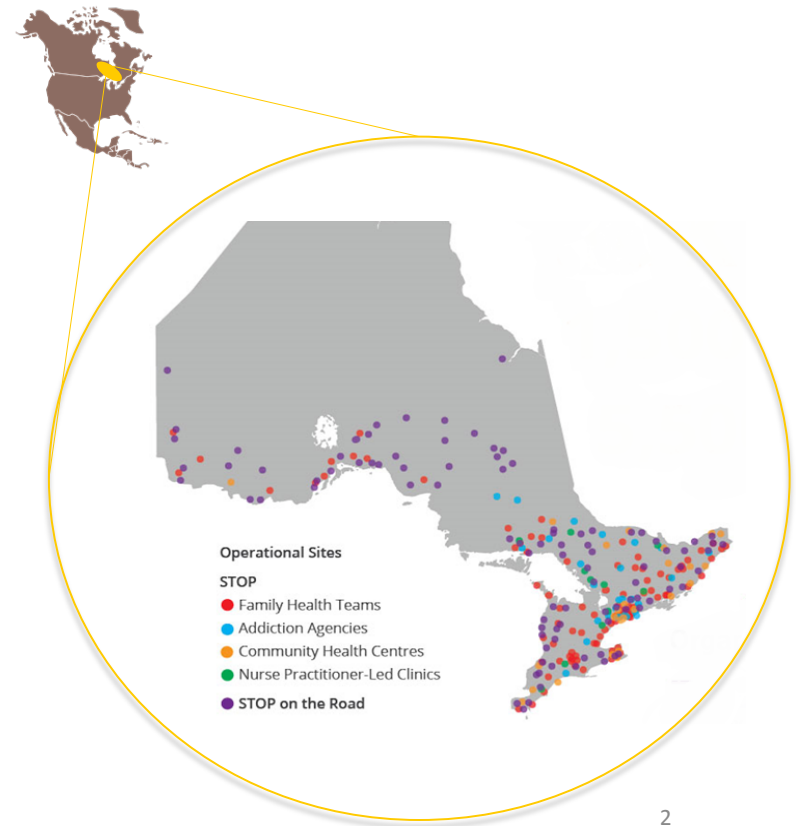 Operational Sites
STOP
Family Health Teams
Addiction Agencies
Community Health Centres
Nurse Practitioner-Led Clinics
STOP on the Road
2